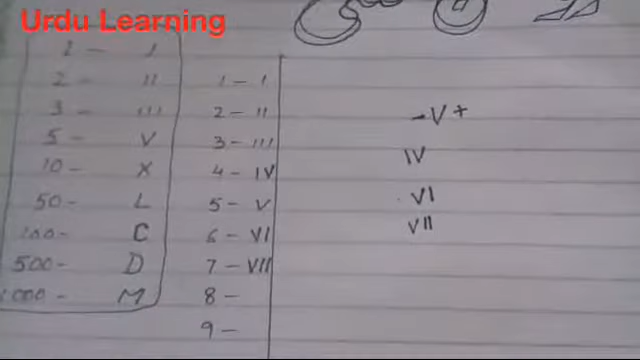 Urdu Learning
1 - I
2 - II
3 - III
5 - V
10 - X
50 - L
100 - C
500 - D
1000 - M
1 - I
2 - II
3 - III
4 - IV
5 - V
6 - VI
7 - VII
8 -
9 -
- V +
IV
VI
VII